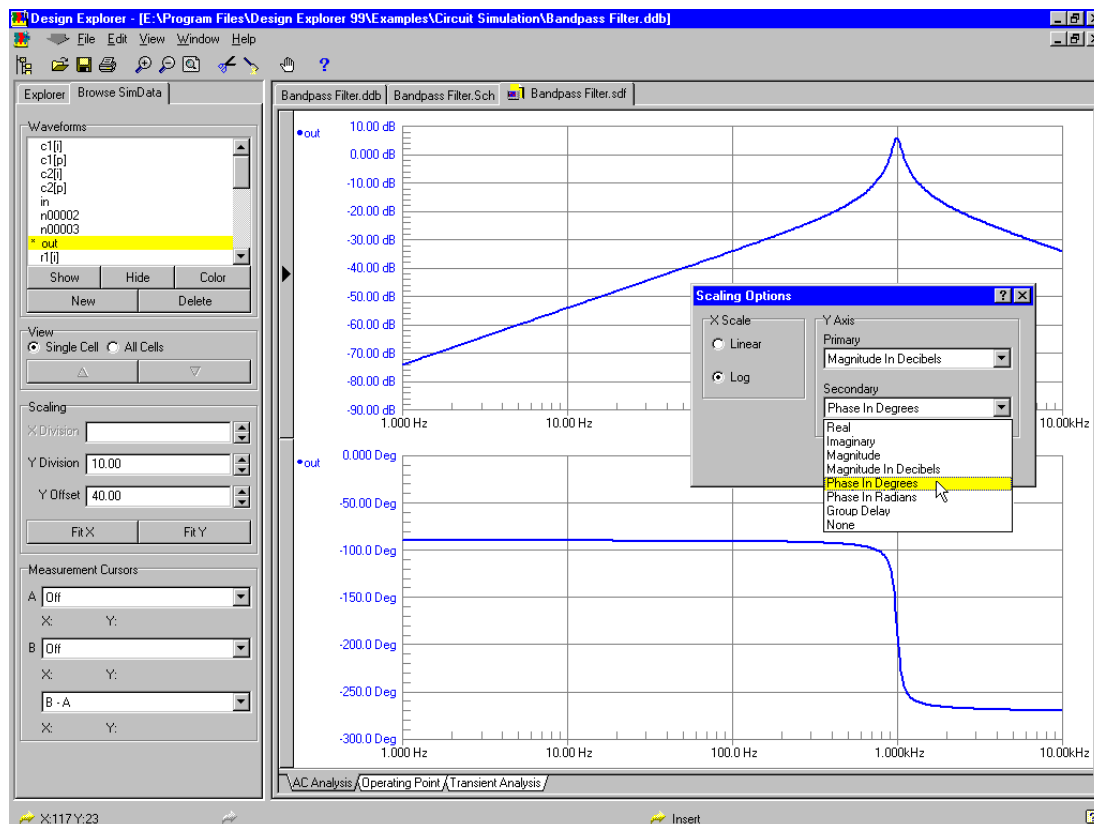 Design Explorer - [E:\Program Files\Design Explorer 99\Examples\Circuit Simulation\Bandpass Filter.ddb]
File Edit View Window Help
Explorer Browse SimData
Bandpass Filter.ddb Bandpass Filter.Sch Bandpass Filter.sdf
Waveforms
c1[i]
c1[p]
c2[i]
c2[p]
in
n00002
n00003
* out
r1[i]
Show Hide Color
New Delete
View
Single Cell All Cells
Scaling
X Division
Y Division 10.00
Y Offset 40.00
Fit X Fit Y
Measurement Cursors
A Off
X: Y:
B Off
X: Y:
B - A
X: Y:
out
10.00 dB
0.000 dB
-10.00 dB
-20.00 dB
-30.00 dB
-40.00 dB
-50.00 dB
-60.00 dB
-70.00 dB
-80.00 dB
-90.00 dB
1.000 Hz 10.00 Hz 10.00kHz
Scaling Options
X Scale
Linear
Log
Y Axis
Primary
Magnitude In Decibels
Secondary
Phase In Degrees
Real
Imaginary
Magnitude
Magnitude In Decibels
Phase In Degrees
Phase In Radians
Group Delay
None
out
0.000 Deg
-50.00 Deg
-100.0 Deg
-150.0 Deg
-200.0 Deg
-250.0 Deg
-300.0 Deg
1.000 Hz 10.00 Hz 100.0 Hz 1.000kHz 10.00kHz
AC Analysis Operating Point Transient Analysis
X:117 Y:23 Insert